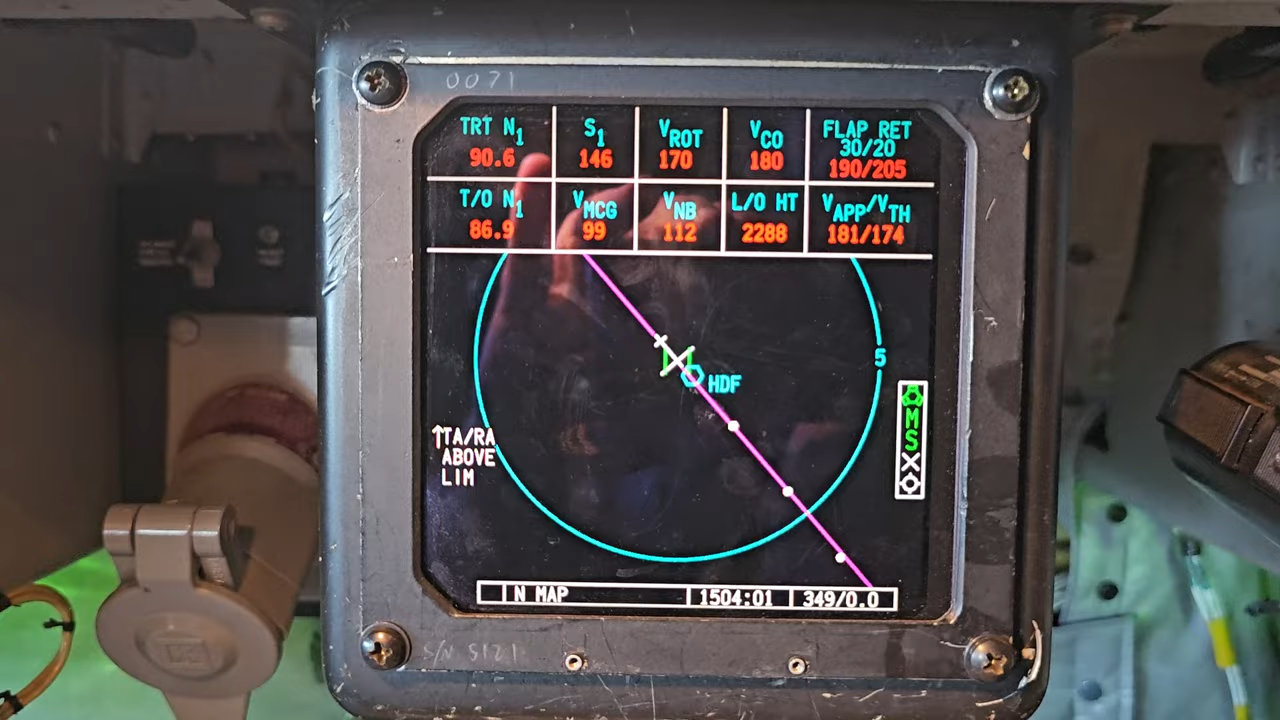 0071
TRT N1 S1 VROT VCO FLAP RET
30/20
90.6 146 170 180 190/205
T/O N1 VMCG VNB L/O HT VAPP/VTH
86.9 99 112 2288 181/174
5
HDF
MS
↑TA/RA
ABOVE
LIM
N MAP 1504:01 349/0.0
S/N 5121